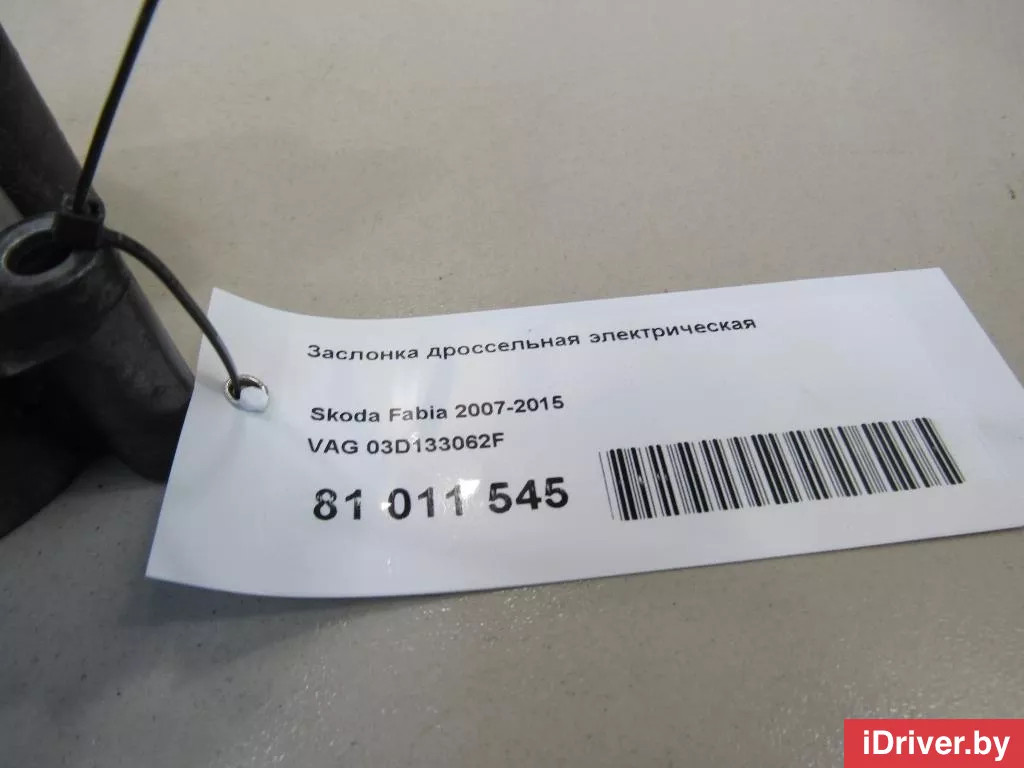 Заслонка дроссельная электрическая
Skoda Fabia 2007-2015
VAG 03D133062F
81 011 545
iDriver.by